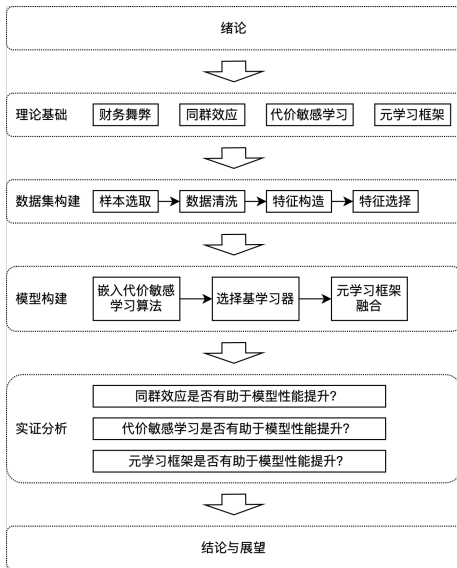 绪论
理论基础
财务舞弊
同群效应
代价敏感学习
元学习框架
数据集构建
样本选取
数据清洗
特征构造
特征选择
模型构建
嵌入代价敏感
学习算法
选择基学习器
元学习框架
融合
实证分析
同群效应是否有助于模型性能提升?
代价敏感学习是否有助于模型性能提升?
元学习框架是否有助于模型性能提升?
结论与展望